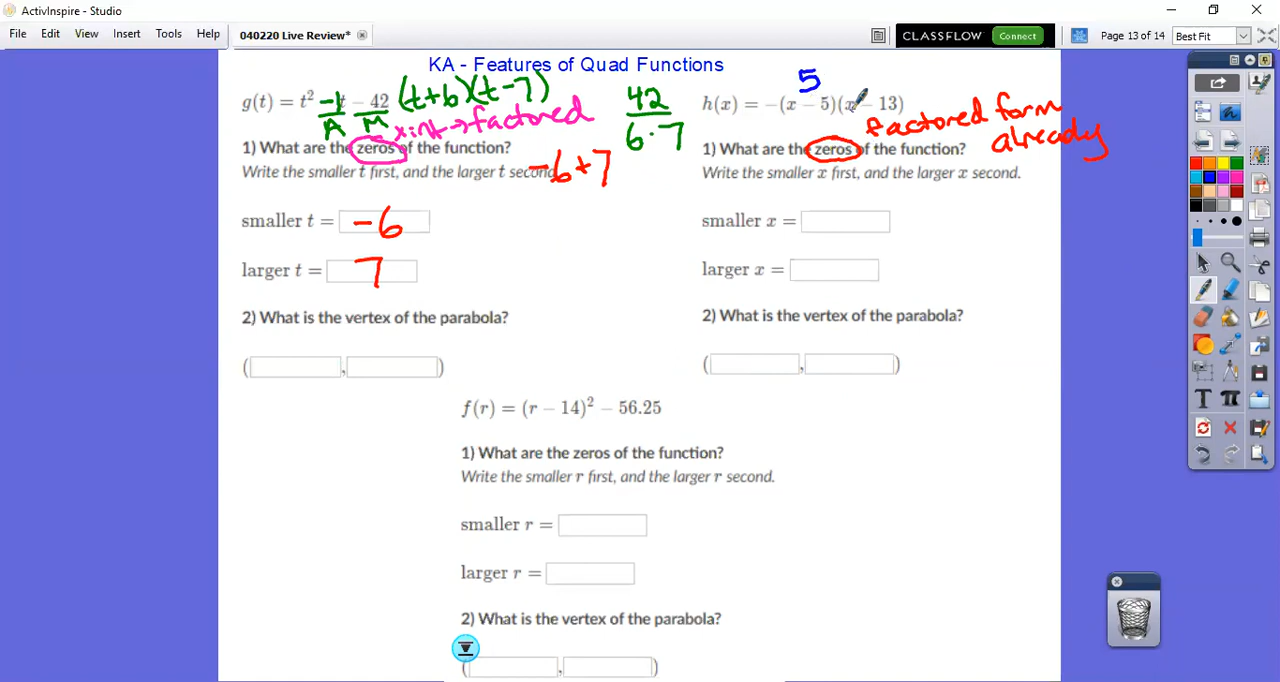 ActivInspire - Studio
File Edit View Insert Tools Help
040220 Live Review*
CLASSFLOW Connect
Page 13 of 14
Best Fit
KA - Features of Quad Functions
g(t) = t² - t - 42
-1
A M
(t+6)(t-7)
x int → factored
42
6·7
1) What are the zeros of the function?
Write the smaller t first, and the larger t second.
-6+7
smaller t = -6
larger t = 7
2) What is the vertex of the parabola?
( , )
5
h(x) = -(x - 5)(x - 13)
factored form
already
1) What are the zeros of the function?
Write the smaller x first, and the larger x second.
smaller x =
larger x =
2) What is the vertex of the parabola?
( , )
f(r) = (r - 14)² - 56.25
1) What are the zeros of the function?
Write the smaller r first, and the larger r second.
smaller r =
larger r =
2) What is the vertex of the parabola?
( , )
T π